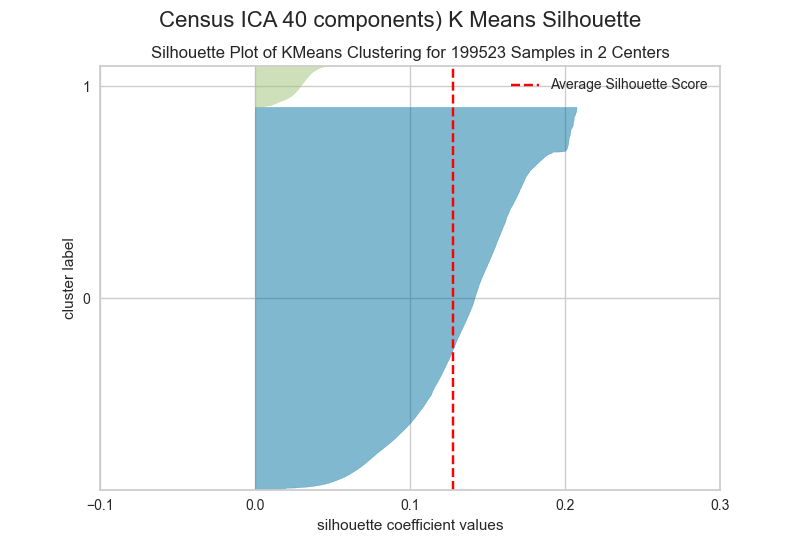 Census ICA 40 components) K Means Silhouette
Silhouette Plot of KMeans Clustering for 199523 Samples in 2 Centers
1
Average Silhouette Score
cluster label
0
−0.1
0.0
0.1
0.2
0.3
silhouette coefficient values